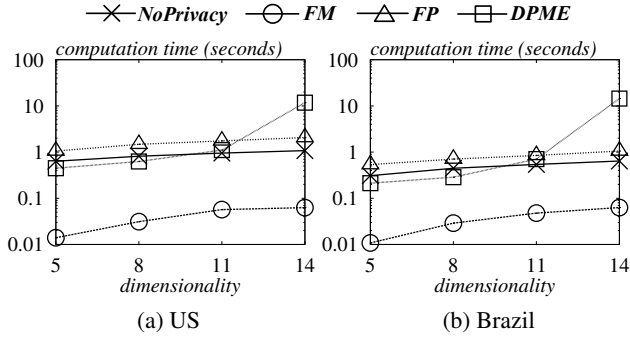 NoPrivacy FM FP DPME
computation time (seconds)
100
10
1
0.1
0.01
5 8 11 14
dimensionality
(a) US
computation time (seconds)
100
10
1
0.1
0.01
5 8 11 14
dimensionality
(b) Brazil